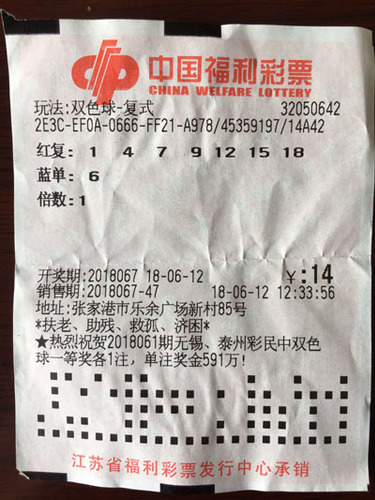 中国福利彩票
CHINA WELFARE LOTTERY
玩法:双色球-复式 32050642
2E3C-EF0A-0666-FF21-A978/45359197/14A42
红复: 1 4 7 9 12 15 18
蓝单: 6
倍数:1
开奖期:2018067 18-06-12 ￥:14
销售期:2018067-47 18-06-12 12:33:56
地址:张家港市乐余广场新村85号
*扶老、助残、救孤、济困*
★热烈祝贺2018061期无锡、泰州彩民中双色
球一等奖各1注，单注奖金591万!
江苏省福利彩票发行中心承销